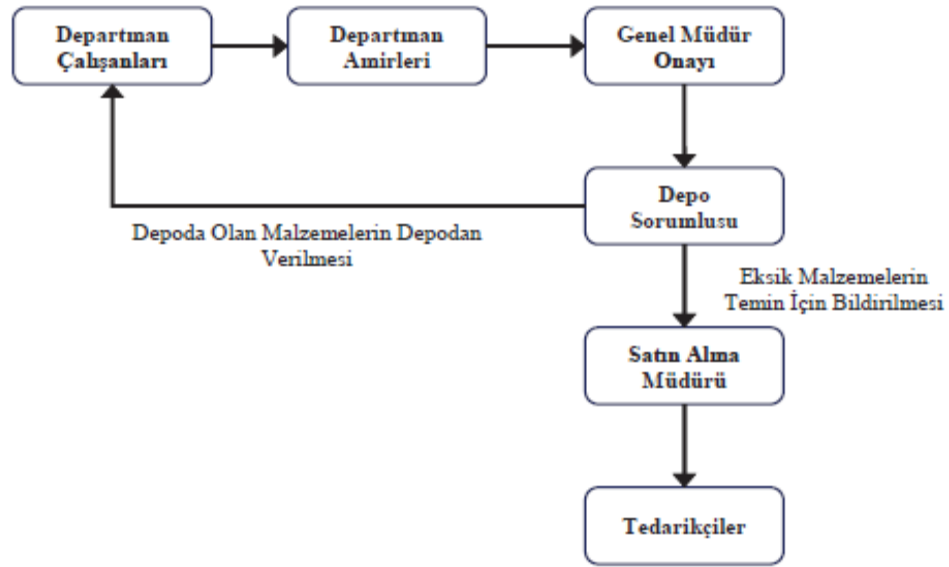 Departman
Çalışanları
Departman
Amirleri
Genel Müdür
Onayı
Depo
Sorumlusu
Depoda Olan Malzemelerin Depodan
Verilmesi
Eksik Malzemelerin
Temin İçin Bildirilmesi
Satın Alma
Müdürü
Tedarikçiler